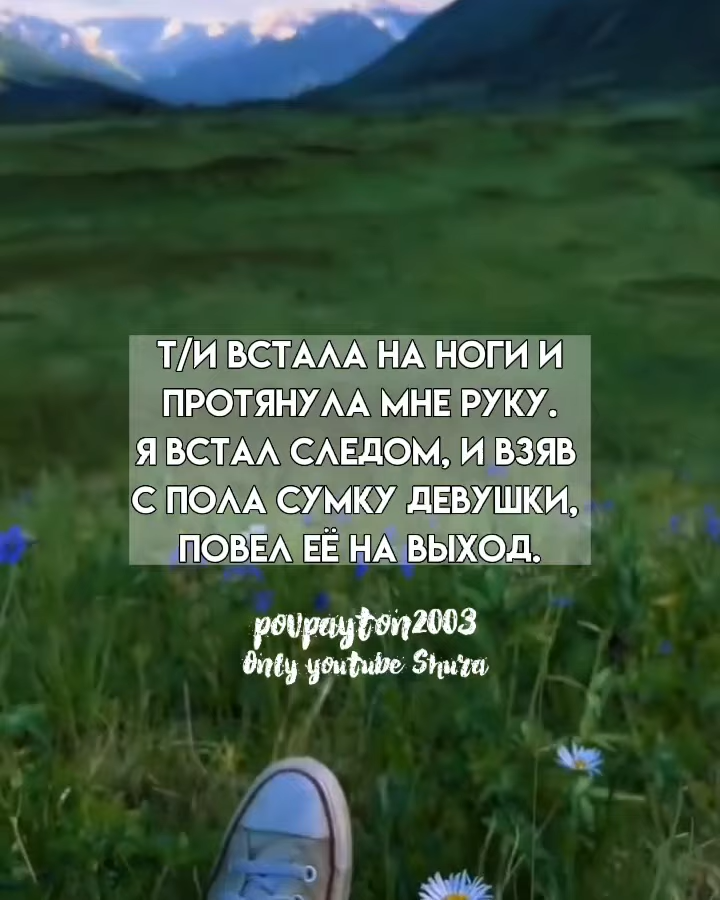 Т/И ВСТАЛА НА НОГИ И
ПРОТЯНУЛА МНЕ РУКУ.
Я ВСТАЛ СЛЕДОМ, И ВЗЯВ
С ПОЛА СУМКУ ДЕВУШКИ,
ПОВЕЛ ЕЁ НА ВЫХОД.
povpayton2003
Only youtube Shura